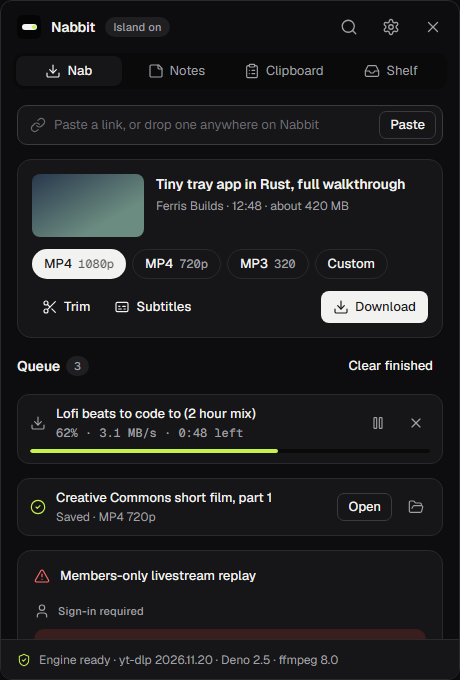 Nabbit Island on
Nab Notes Clipboard Shelf
Paste a link, or drop one anywhere on Nabbit Paste
Tiny tray app in Rust, full walkthrough
Ferris Builds · 12:48 · about 420 MB
MP4 1080p MP4 720p MP3 320 Custom
Trim Subtitles Download
Queue 3 Clear finished
Lofi beats to code to (2 hour mix)
62% · 3.1 MB/s · 0:48 left
Creative Commons short film, part 1
Saved · MP4 720p
Open
Members-only livestream replay
Sign-in required
Engine ready · yt-dlp 2026.11.20 · Deno 2.5 · ffmpeg 8.0